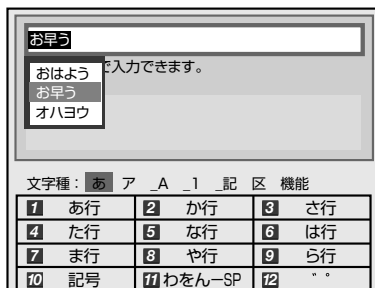 お早う
で入力できます。
おはよう
お早う
オハヨウ
文字種： あ ア _A _1 _記 区 機能
1 あ行 2 か行 3 さ行
4 た行 5 な行 6 は行
7 ま行 8 や行 9 ら行
10 記号 11 わをんーSP 12 ゛゜